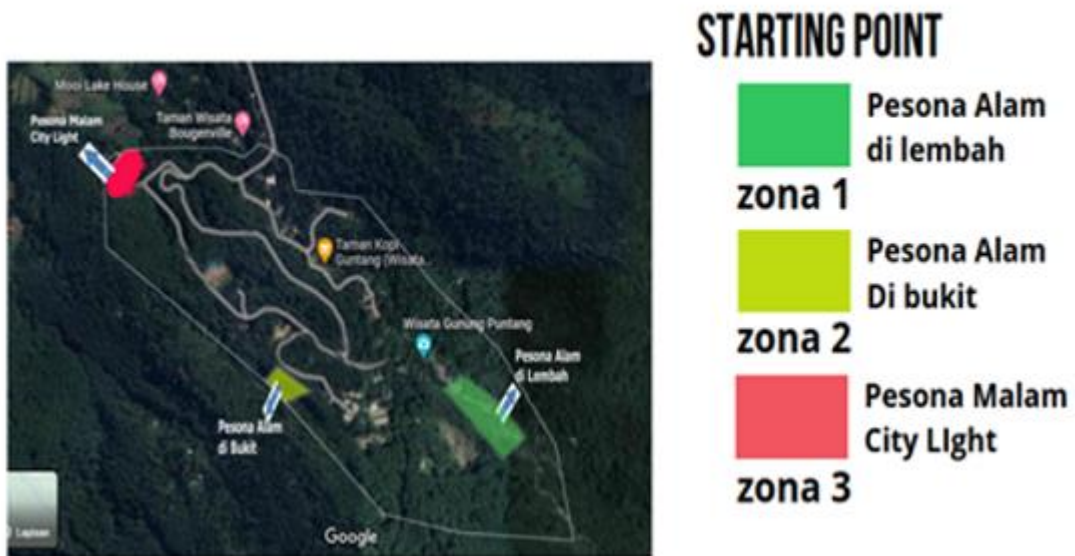 STARTING POINT
Mooi Lake House
Pesona Malam
City Light
Taman Wisata
Bougenville
Taman Kopi
Guntang (Wisata...
Wisata Gunung Puntang
Pesona Alam
di Lembah
Pesona Alam
di Bukit
Lapisan
Google
Pesona Alam
di lembah
zona 1
Pesona Alam
Di bukit
zona 2
Pesona Malam
City LIght
zona 3